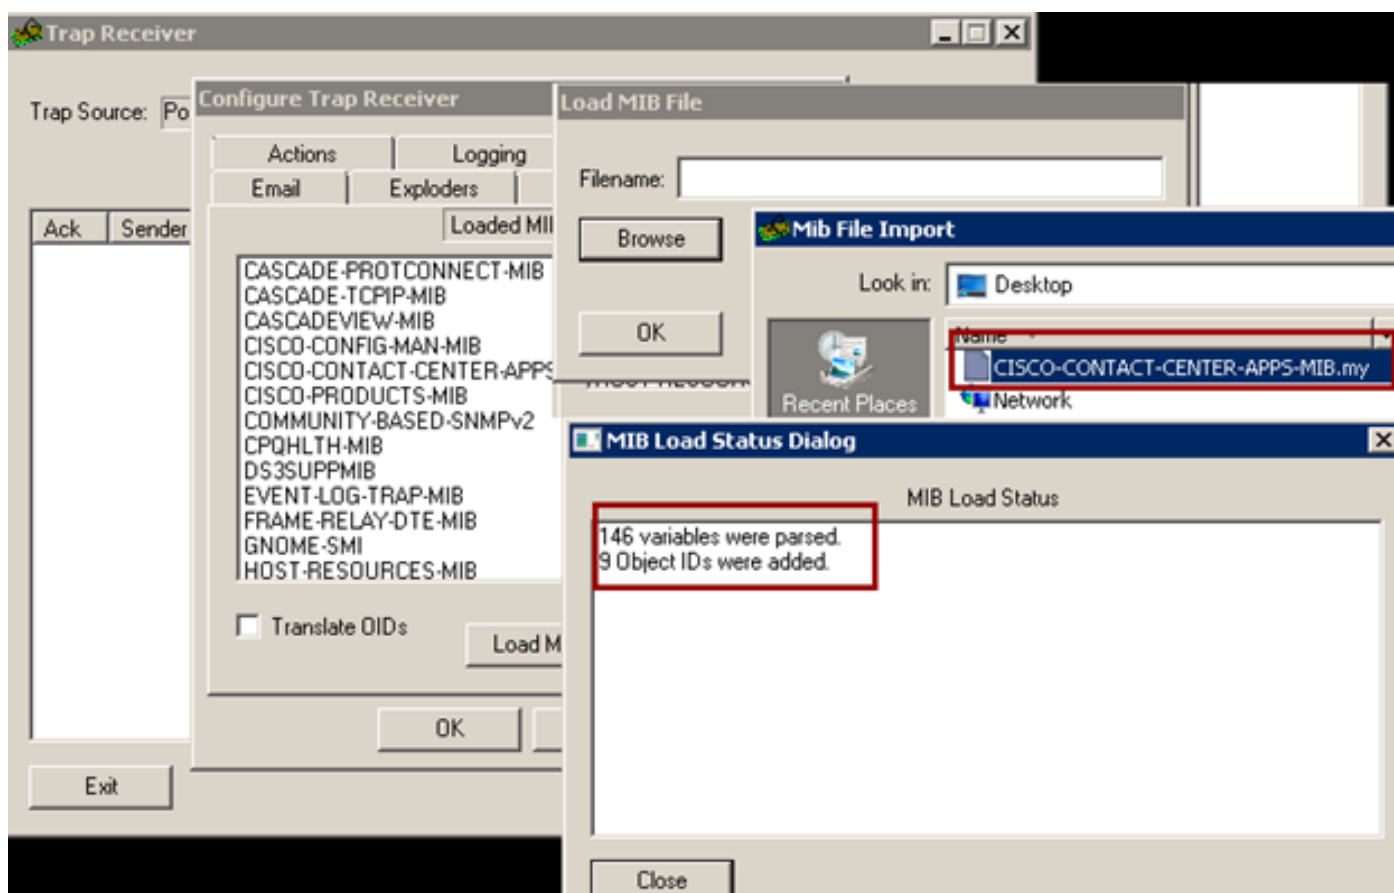 Trap Receiver
Trap Source: Po
Configure Trap Receiver
Actions Logging
Email Exploders
Ack Sender
Loaded MI
CASCADE-PROTCONNECT-MIB
CASCADE-TCPIP-MIB
CASCADEVIEW-MIB
CISCO-CONFIG-MAN-MIB
CISCO-CONTACT-CENTER-APPS
CISCO-PRODUCTS-MIB
COMMUNITY-BASED-SNMPv2
CPQHLTH-MIB
DS3SUPPMIB
EVENT-LOG-TRAP-MIB
FRAME-RELAY-DTE-MIB
GNOME-SMI
HOST-RESOURCES-MIB
Translate OIDs
Load M
OK
Exit
Load MIB File
Filename:
Browse
OK
Mib File Import
Look in: Desktop
Name
Recent Places
CISCO-CONTACT-CENTER-APPS-MIB.my
Network
MIB Load Status Dialog
MIB Load Status
146 variables were parsed.
9 Object IDs were added.
Close